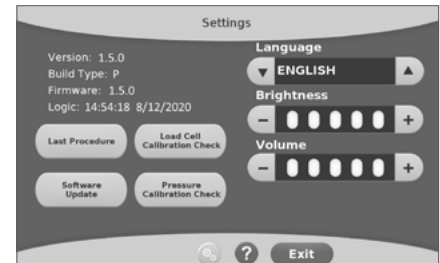 Settings
Version: 1.5.0
Build Type: P
Firmware: 1.5.0
Logic: 14:54:18 8/12/2020
Last Procedure
Load Cell
Calibration Check
Software
Update
Pressure
Calibration Check
Language
ENGLISH
Brightness
Volume
? Exit